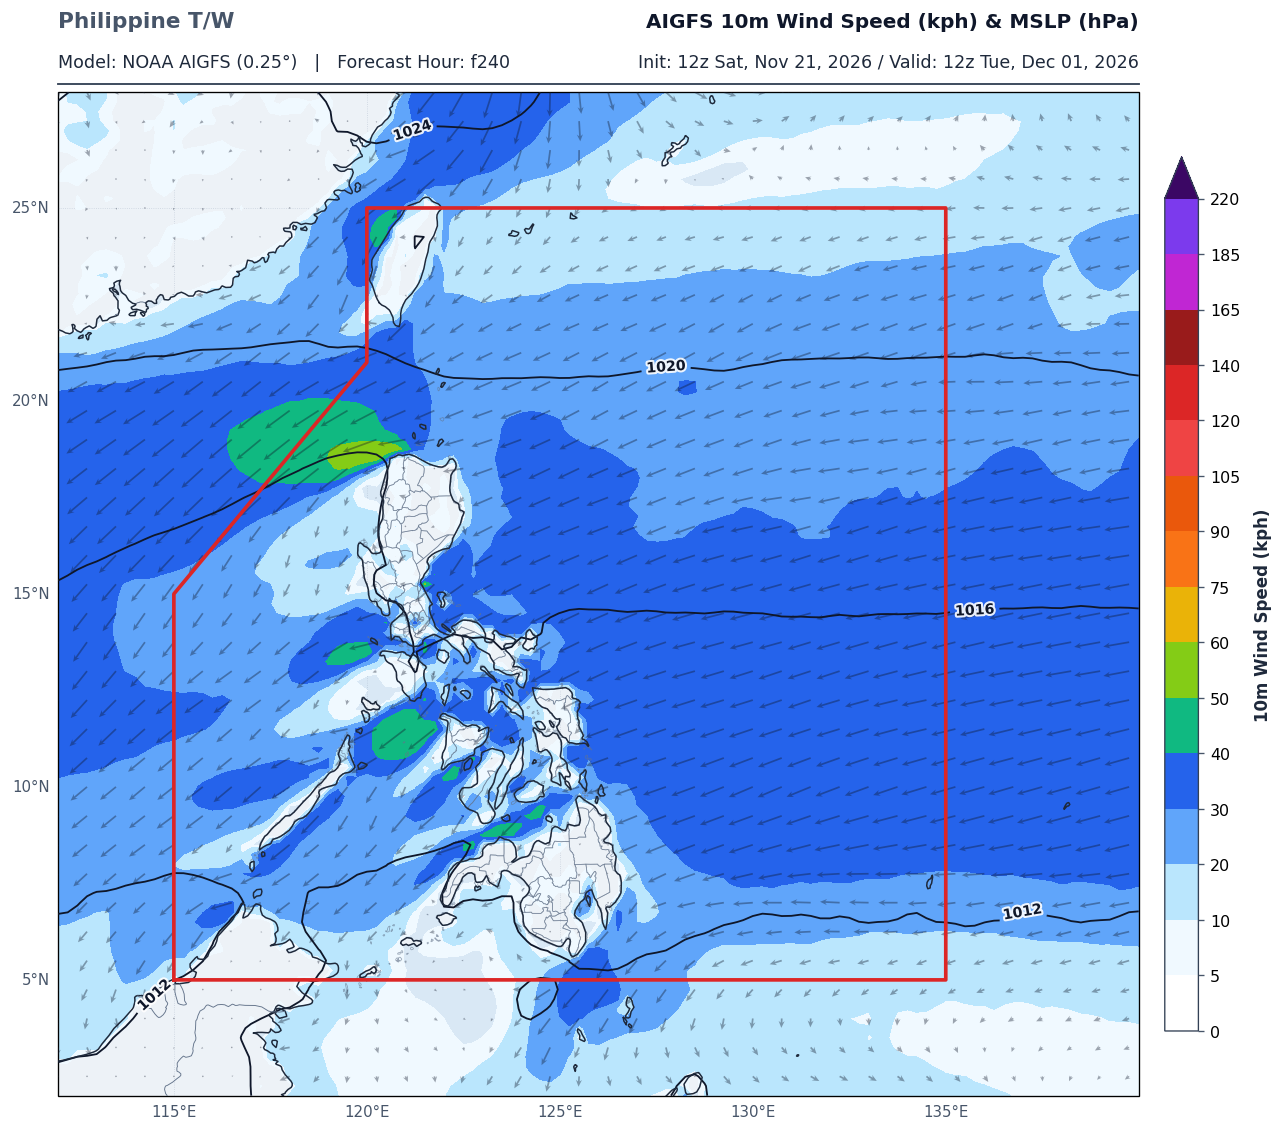 Philippine T/W
AIGFS 10m Wind Speed (kph) & MSLP (hPa)
Model: NOAA AIGFS (0.25°)   |   Forecast Hour: f240
Init: 12z Sat, Nov 21, 2026 / Valid: 12z Tue, Dec 01, 2026
1024
25°N
1020
20°N
15°N
1016
10°N
1012
5°N
1012
115°E
120°E
125°E
130°E
135°E
220
185
165
140
120
105
90
75
60
50
40
30
20
10
5
0
10m Wind Speed (kph)